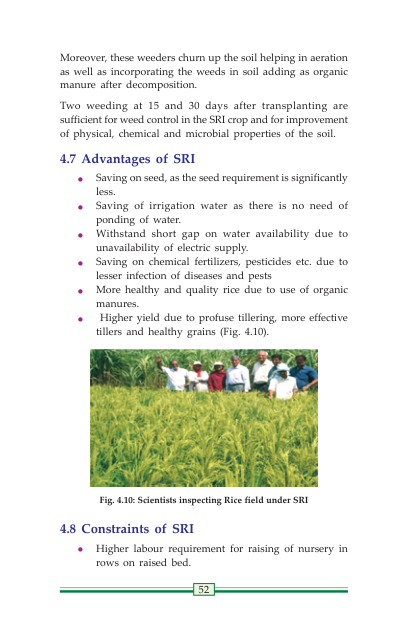 Moreover, these weeders churn up the soil helping in aeration
as well as incorporating the weeds in soil adding as organic
manure after decomposition.
Two weeding at 15 and 30 days after transplanting are
sufficient for weed control in the SRI crop and for improvement
of physical, chemical and microbial properties of the soil.
4.7 Advantages of SRI
● Saving on seed, as the seed requirement is significantly
less.
● Saving of irrigation water as there is no need of
ponding of water.
● Withstand short gap on water availability due to
unavailability of electric supply.
● Saving on chemical fertilizers, pesticides etc. due to
lesser infection of diseases and pests
● More healthy and quality rice due to use of organic
manures.
● Higher yield due to profuse tillering, more effective
tillers and healthy grains (Fig. 4.10).
Fig. 4.10: Scientists inspecting Rice field under SRI
4.8 Constraints of SRI
● Higher labour requirement for raising of nursery in
rows on raised bed.
52